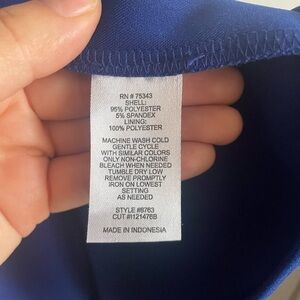 RN # 75343
SHELL:
95% POLYESTER
5% SPANDEX
LINING:
100% POLYESTER
MACHINE WASH COLD
GENTLE CYCLE
WITH SIMILAR COLORS
ONLY NON-CHLORINE
BLEACH WHEN NEEDED
TUMBLE DRY LOW
REMOVE PROMPTLY
IRON ON LOWEST
SETTING
AS NEEDED
STYLE #8763
CUT #1121476B
MADE IN INDONESIA